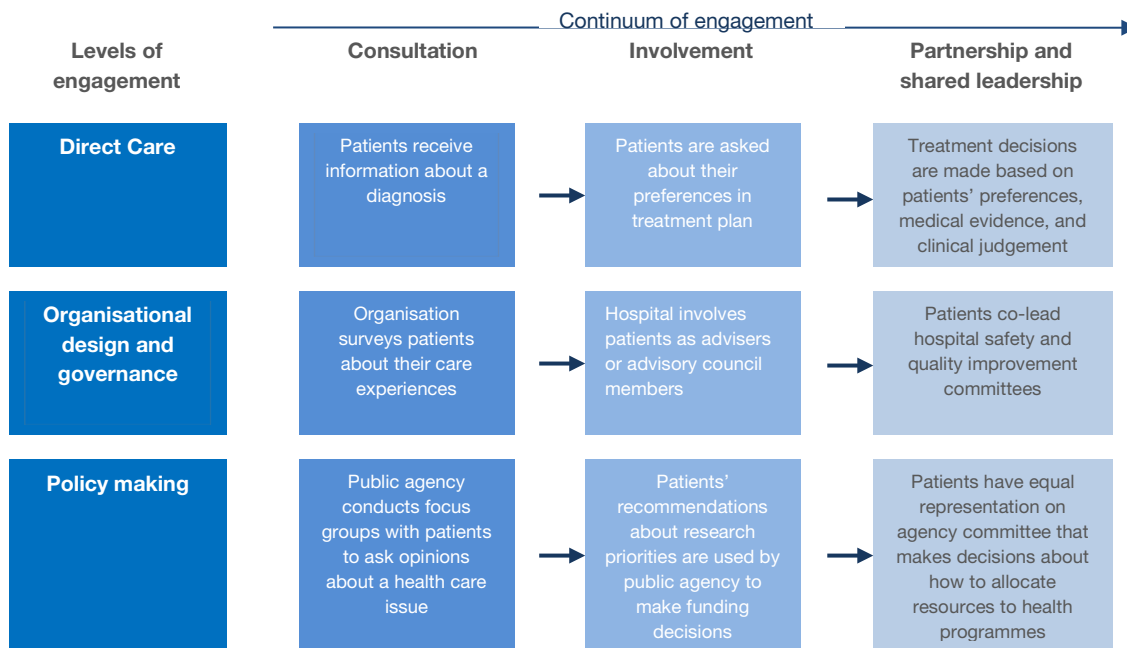 Continuum of engagement
Levels of
engagement
Consultation
Involvement
Partnership and
shared leadership
Direct Care
Patients receive
information about a
diagnosis
Patients are asked
about their
preferences in
treatment plan
Treatment decisions
are made based on
patients’ preferences,
medical evidence, and
clinical judgement
Organisational
design and
governance
Organisation
surveys patients
about their care
experiences
Hospital involves
patients as advisers
or advisory council
members
Patients co-lead
hospital safety and
quality improvement
committees
Policy making
Public agency
conducts focus
groups with patients
to ask opinions
about a health care
issue
Patients’
recommendations
about research
priorities are used by
public agency to
make funding
decisions
Patients have equal
representation on
agency committee that
makes decisions about
how to allocate
resources to health
programmes